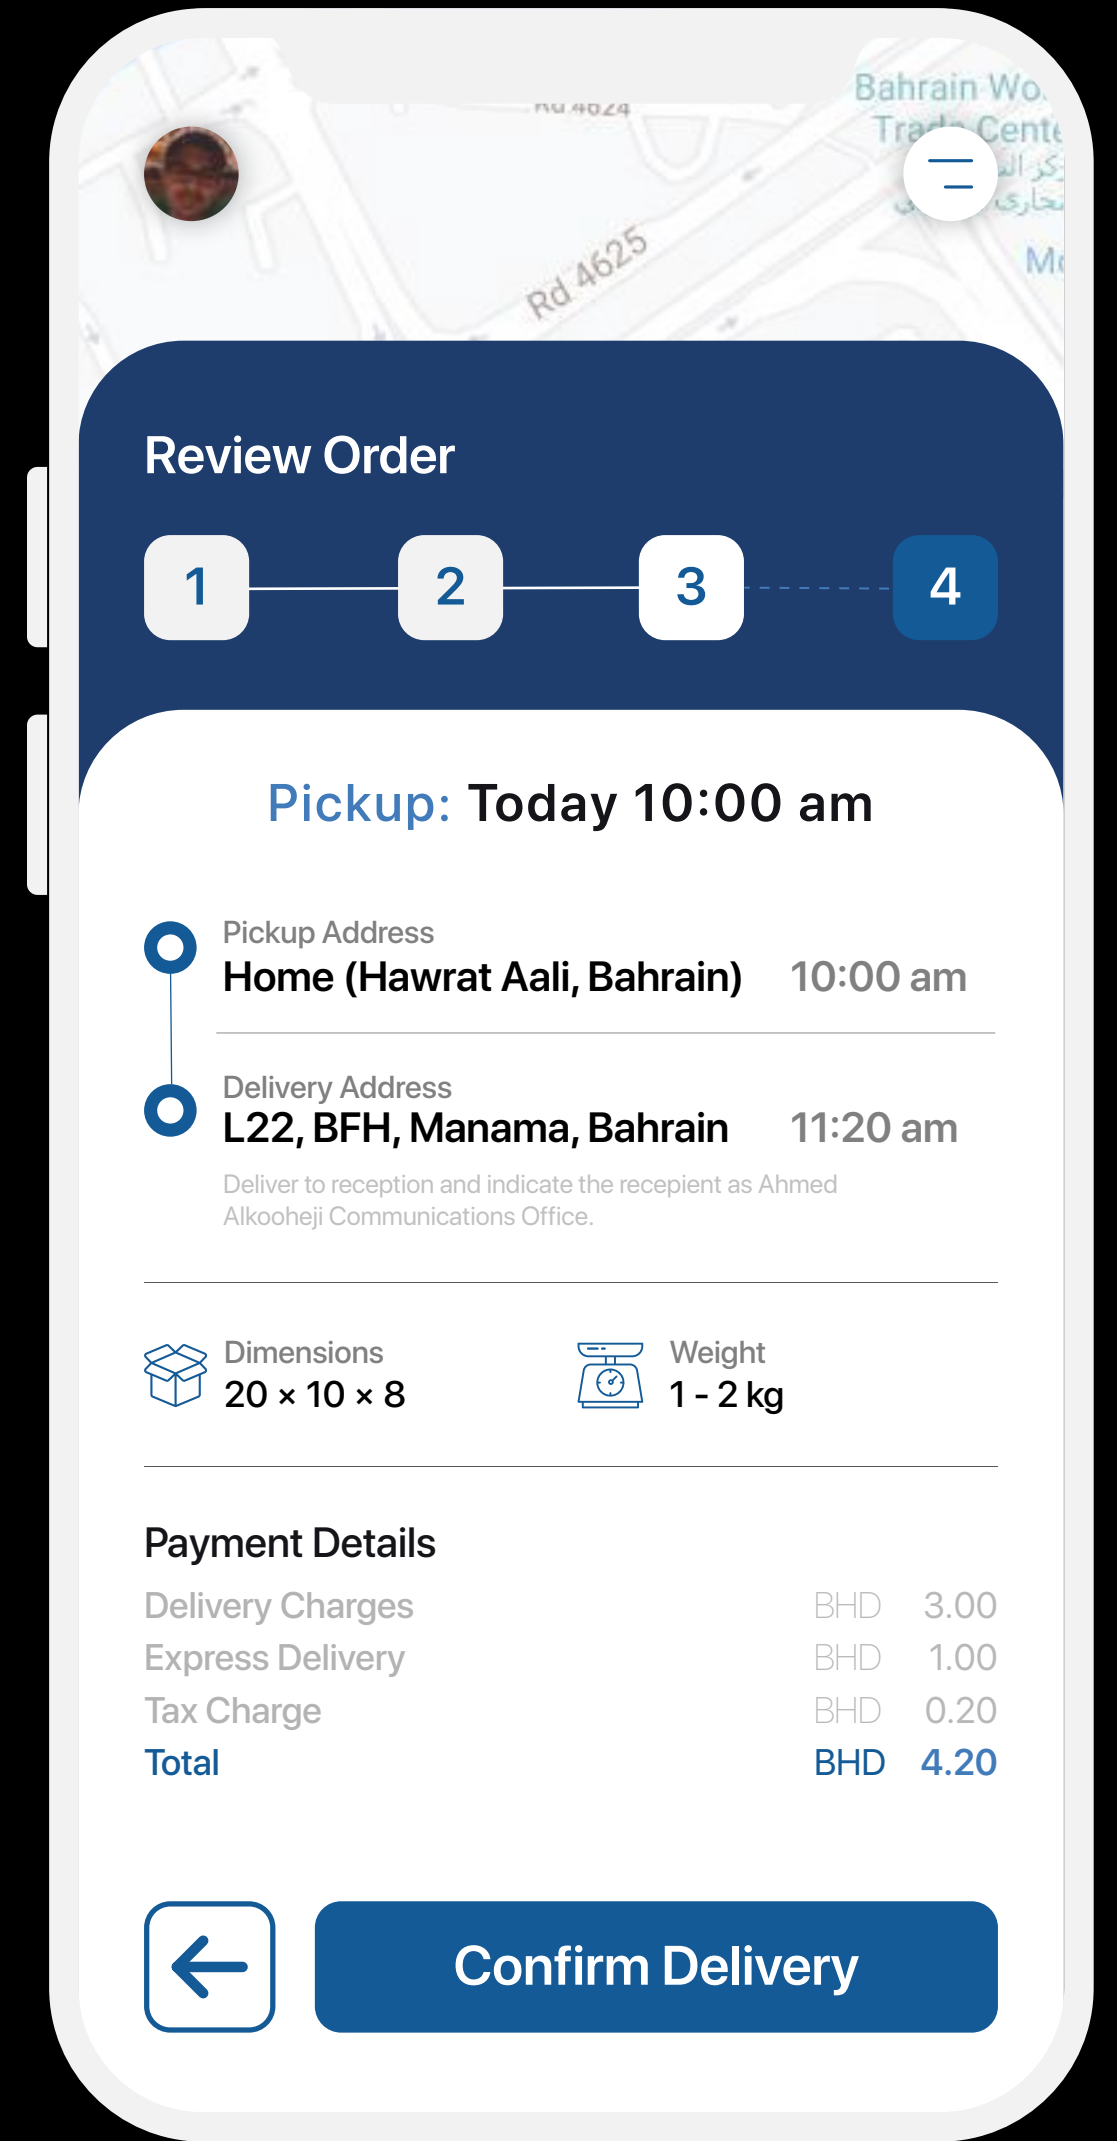 Rd 4624
Bahrain Wo
Trade Cente
Rd 4625
Mo
Review Order
1 2 3 4
Pickup: Today 10:00 am
Pickup Address
Home (Hawrat Aali, Bahrain) 10:00 am
Delivery Address
L22, BFH, Manama, Bahrain 11:20 am
Deliver to reception and indicate the recepient as Ahmed
Alkooheji Communications Office.
Dimensions Weight
20 × 10 × 8 1 - 2 kg
Payment Details
Delivery Charges BHD 3.00
Express Delivery BHD 1.00
Tax Charge BHD 0.20
Total BHD 4.20
Confirm Delivery